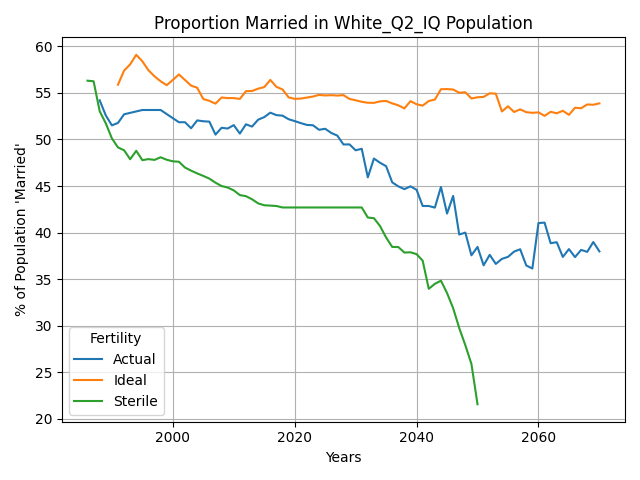 Proportion Married in White_Q2_IQ Population
% of Population 'Married'
60
55
50
45
40
35
30
25
20
Fertility
Actual
Ideal
Sterile
2000
2020
2040
2060
Years